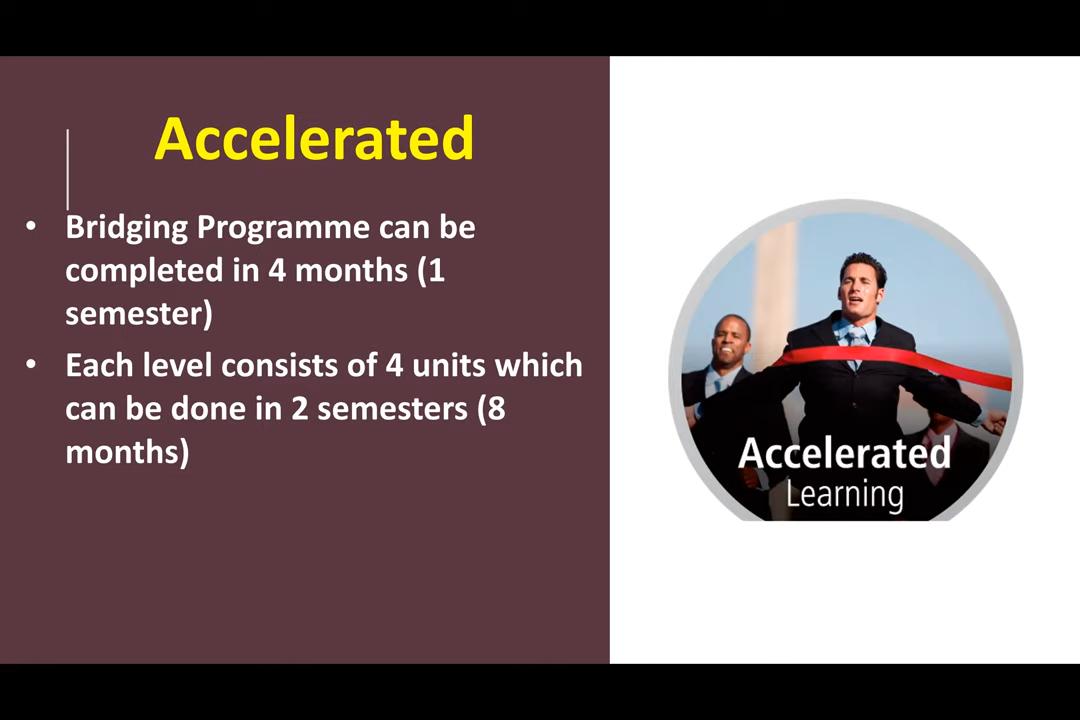 Accelerated
• Bridging Programme can be
completed in 4 months (1
semester)
• Each level consists of 4 units which
can be done in 2 semesters (8
months)
Accelerated
Learning